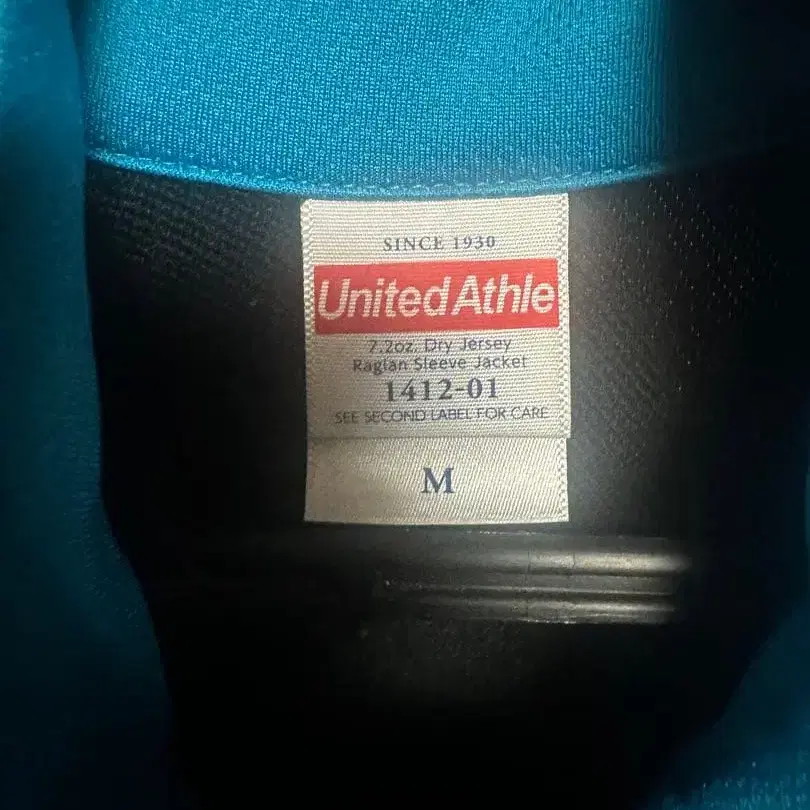 SINCE 1930
United Athle
7.2oz. Dry Jersey
Raglan Sleeve Jacket
1412-01
SEE SECOND LABEL FOR CARE
M